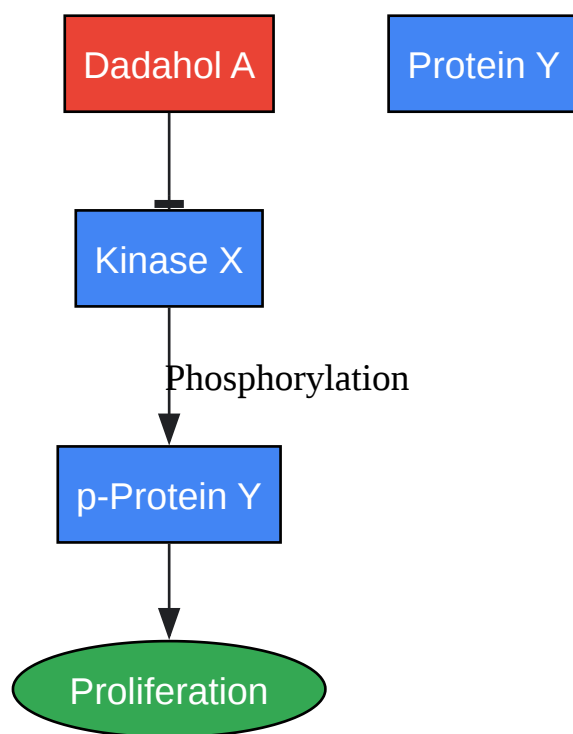 Dadahol A
Protein Y
Kinase X
Phosphorylation
p-Protein Y
Proliferation